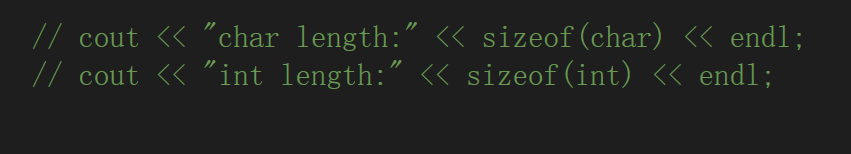 // cout << "char length:" << sizeof(char) << endl;
// cout << "int length:" << sizeof(int) << endl;